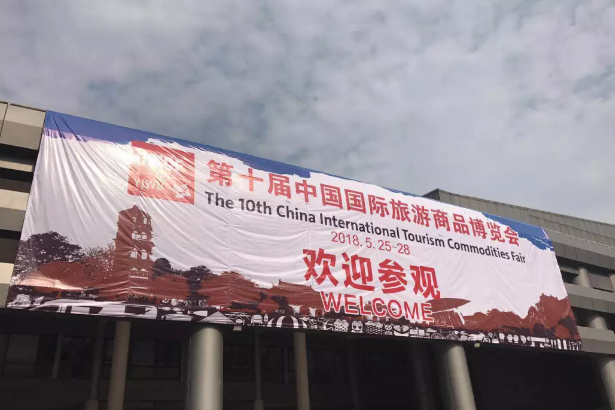 第十届中国国际旅游商品博览会
The 10th China International Tourism Commodities Fair
2018. 5. 25-28
欢迎参观
WELCOME